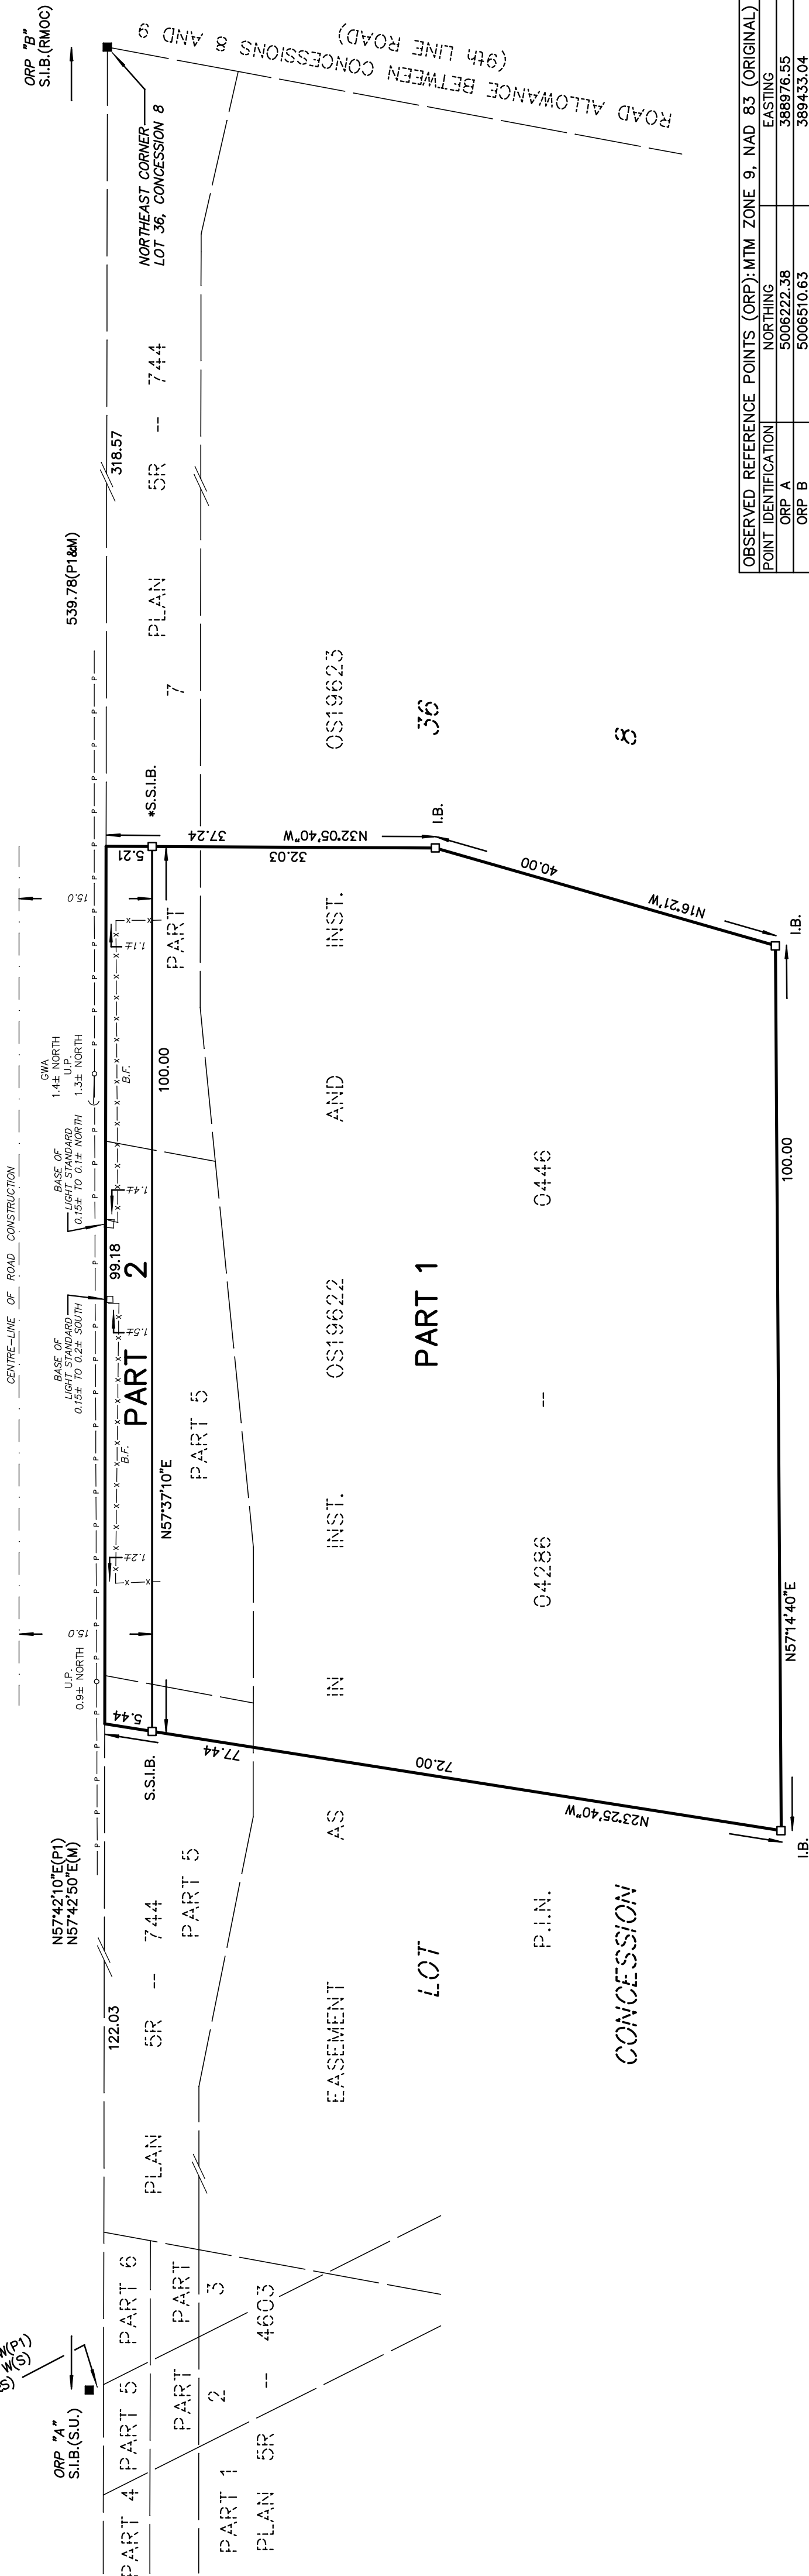 ORP "B"
S.I.B.(RMOC)
NORTHEAST CORNER
LOT 36, CONCESSION 8
ROAD ALLOWANCE BETWEEN CONCESSIONS 8 AND 9
(9th LINE ROAD)
OBSERVED REFERENCE POINTS (ORP): MTM ZONE 9, NAD 83 (ORIGINAL)
POINT IDENTIFICATION NORTHING EASTING
ORP A 5006222.38 388976.55
ORP B 5006510.63 389433.04
318.57
539.78(P1&M)
PLAN 5R -- 744
7
*S.S.I.B.
OS19623
36
8
CENTRE-LINE OF ROAD CONSTRUCTION
15.0
5.21
37.24
32.03
N32°05'40"W
I.B.
40.00
N16°21'W
I.B.
1.1±
PART
INST.
GWA
1.4± NORTH
U.P.
1.3± NORTH
B.F.
100.00
AND
0446
BASE OF
LIGHT STANDARD
0.15± TO 0.1± NORTH
1.4±
99.18
PART 2
PART 1
BASE OF
LIGHT STANDARD
0.15± TO 0.2± SOUTH
1.5±
B.F.
PART 5
OS19622
--
100.00
1.2±
N57°37'10"E
INST.
04286
N57°14'40"E
15.0
U.P.
0.9± NORTH
5.44
S.S.I.B.
77.44
72.00
N23°25'40"W
I.B.
IN
AS
P.I.N.
N57°42'10"E(P1)
N57°42'50"E(M)
122.03
PLAN 5R -- 744
PART 5
EASEMENT
LOT
CONCESSION
W(P1)
W(S)
S)
ORP "A"
S.I.B.(S.U.)
PART 4 PART 5 PART 6
PART PART
2 3
PART 1
PLAN 5R -- 4603